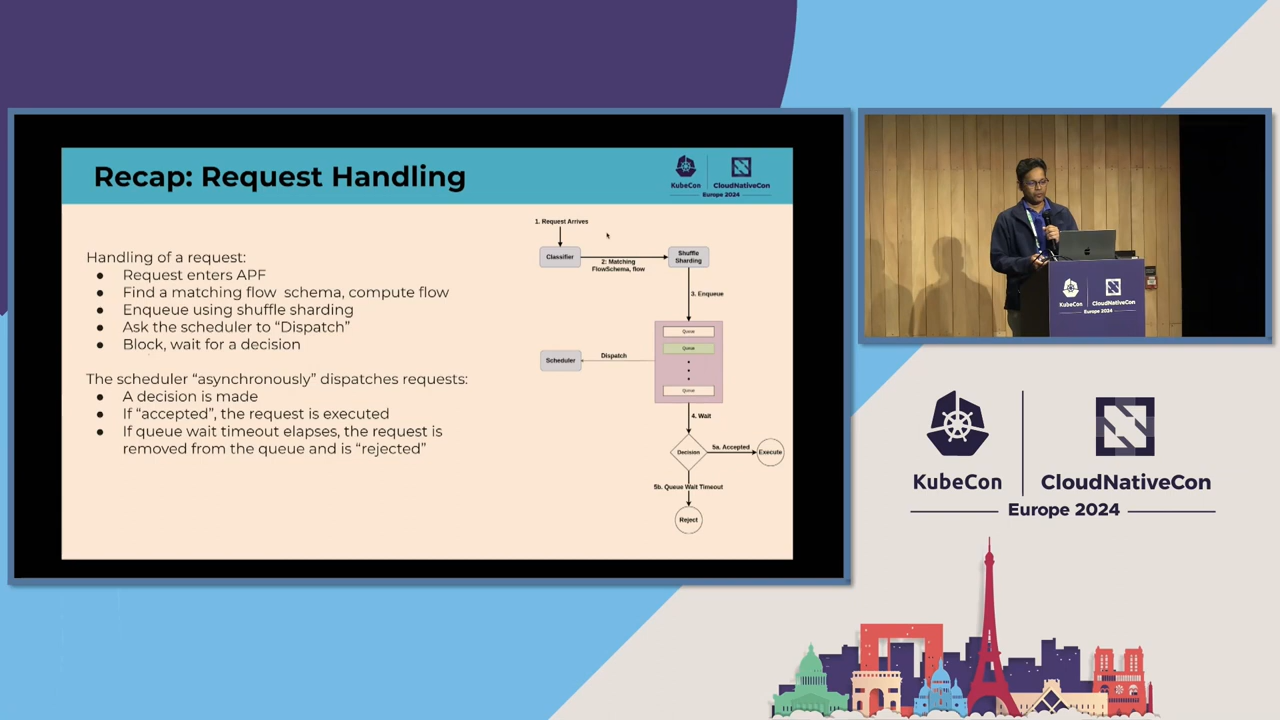 Recap: Request Handling
KubeCon
CloudNativeCon
Europe 2024
Handling of a request:
● Request enters APF
● Find a matching flow schema, compute flow
● Enqueue using shuffle sharding
● Ask the scheduler to “Dispatch”
● Block, wait for a decision
The scheduler “asynchronously” dispatches requests:
● A decision is made
● If “accepted”, the request is executed
● If queue wait timeout elapses, the request is
removed from the queue and is “rejected”
1. Request Arrives
Classifier
2: Matching
FlowSchema, flow
Shuffle
Sharding
3. Enqueue
Queue
Queue
Queue
Scheduler
Dispatch
4. Wait
Decision
5a. Accepted
Execute
5b. Queue Wait Timeout
Reject
KubeCon
CloudNativeCon
Europe 2024
KubeCon
CloudNativeCon
Europe 2024